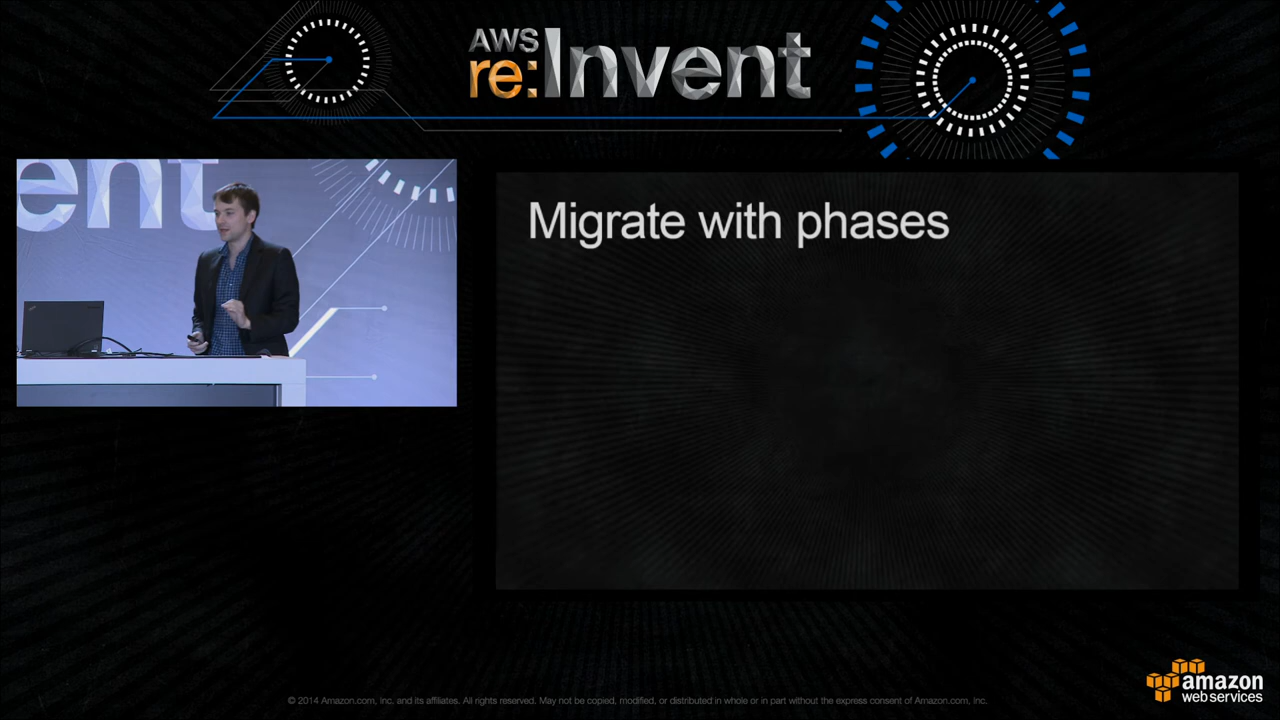 AWS
re:Invent
ent
Migrate with phases
© 2014 Amazon.com, inc, and its affiliates. All rights reserved. May not be copied, modified, or distributed in whole or in part without the express consent of Amazon.com, inc.
amazon
web services